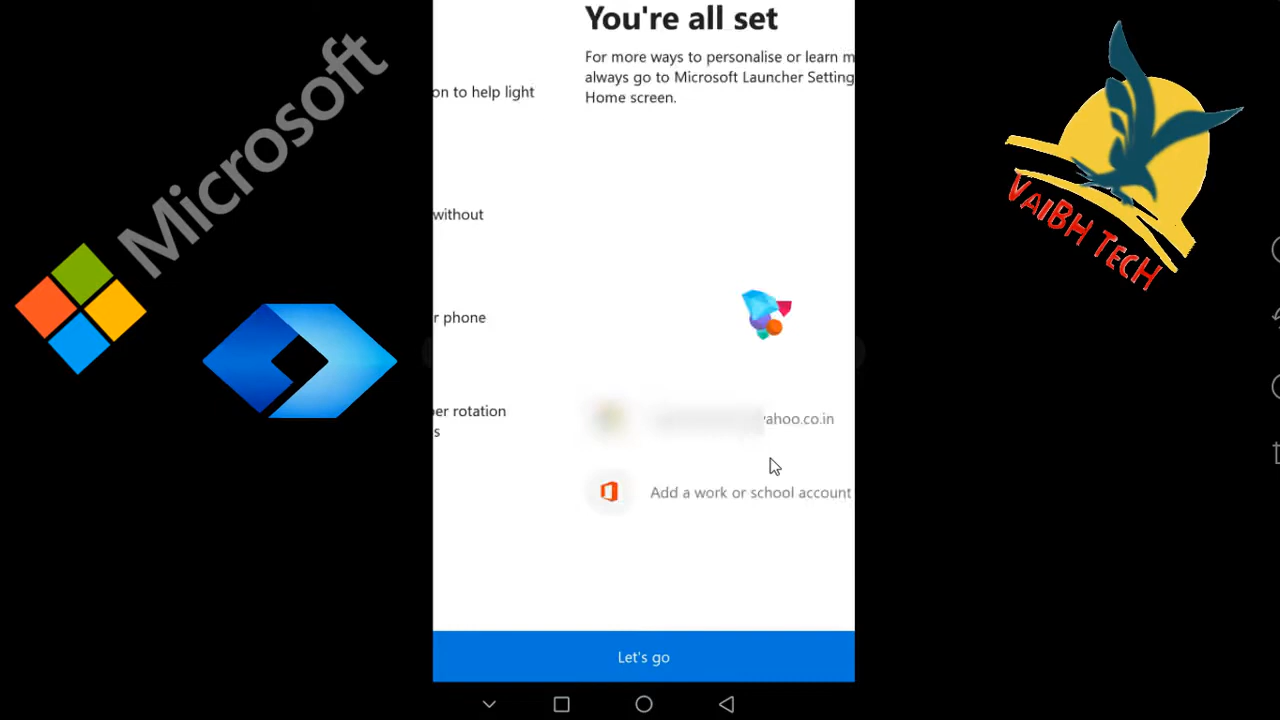 Microsoft
VAIBH TECH
on to help light
without
r phone
er rotation
s
You're all set
For more ways to personalise or learn m
always go to Microsoft Launcher Setting
Home screen.
yahoo.co.in
Add a work or school account
Let's go